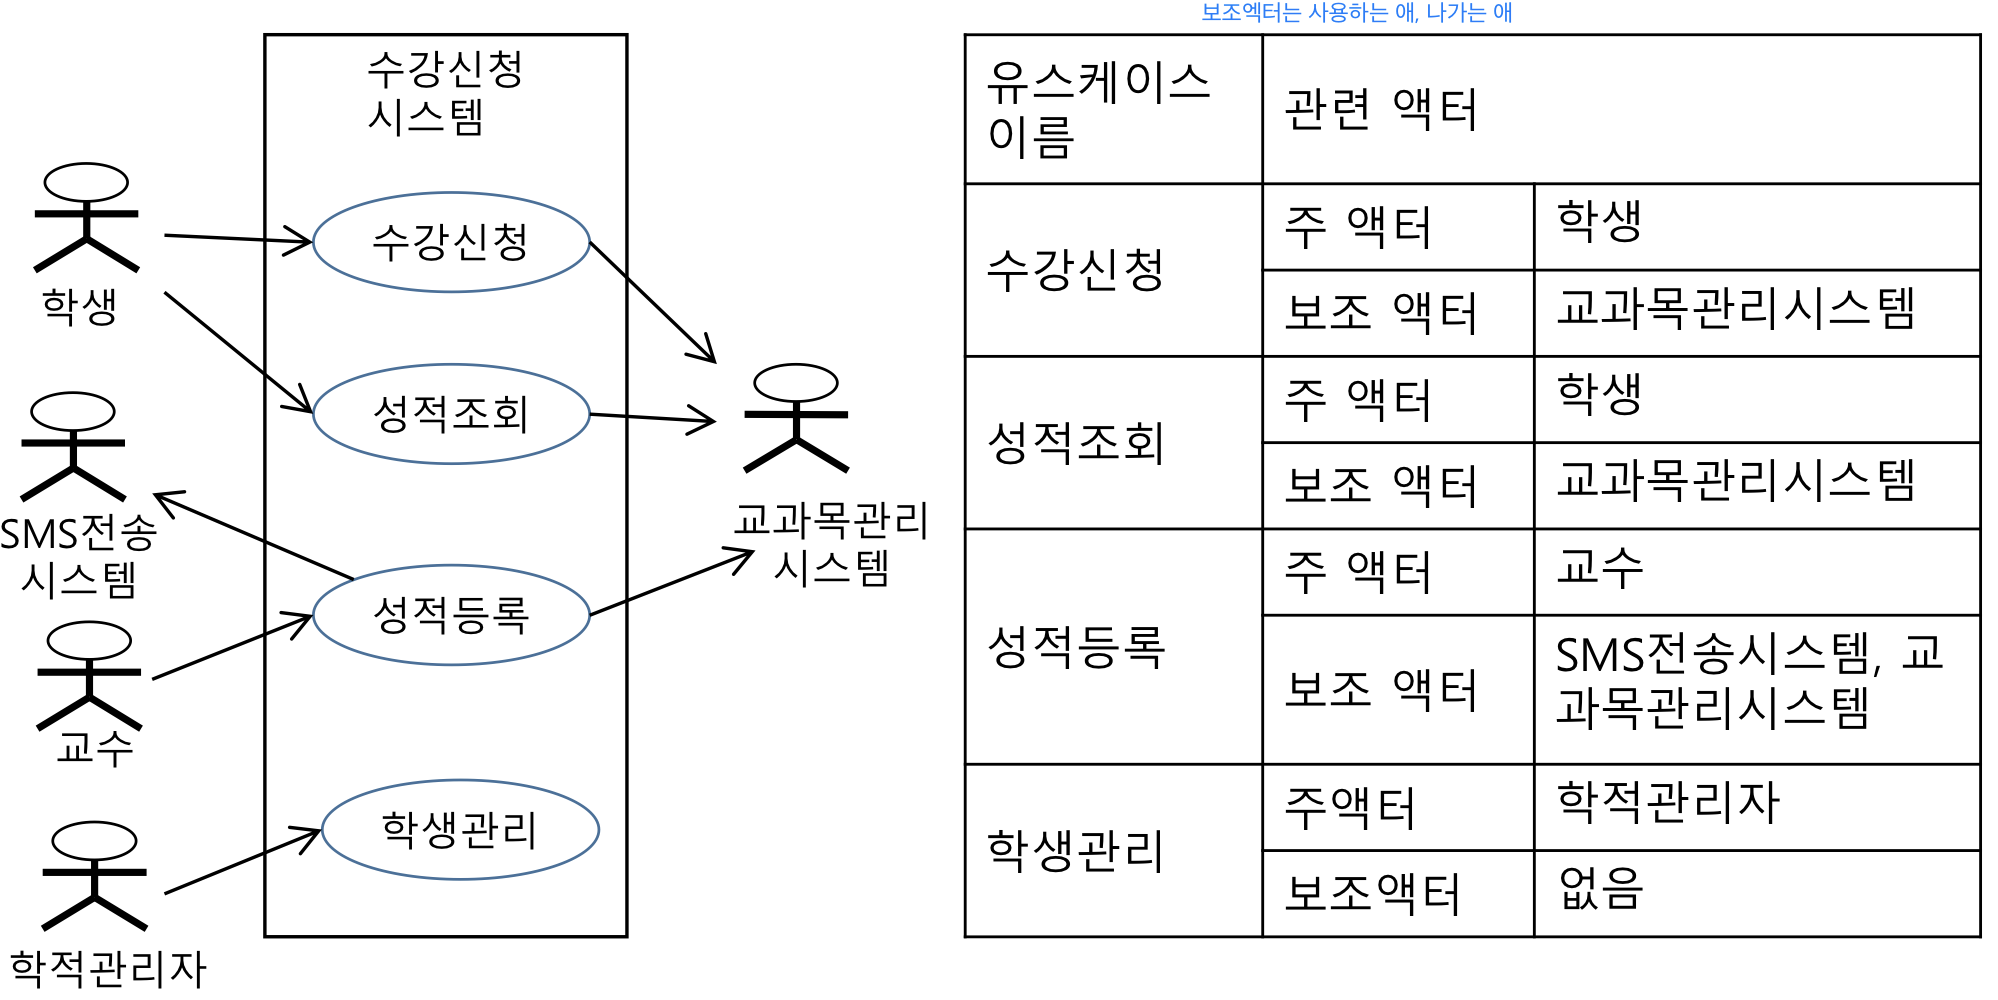 보조엑터는 사용하는 애, 나가는 애
수강신청
시스템
수강신청
학생
성적조회
SMS전송
시스템
교과목관리
시스템
성적등록
교수
학생관리
학적관리자
유스케이스
이름
관련 액터
수강신청
주 액터
학생
보조 액터
교과목관리시스템
성적조회
주 액터
학생
보조 액터
교과목관리시스템
성적등록
주 액터
교수
보조 액터
SMS전송시스템, 교
과목관리시스템
학생관리
주액터
학적관리자
보조액터
없음